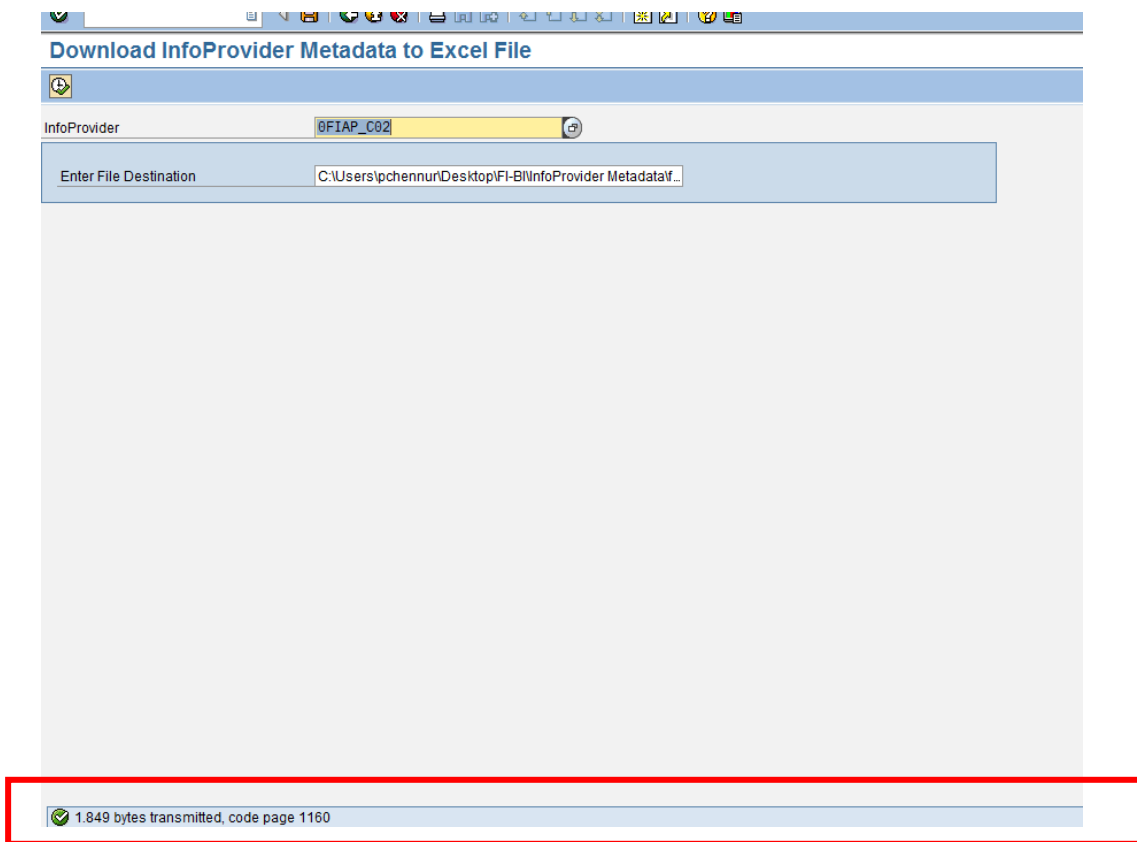 Download InfoProvider Metadata to Excel File
InfoProvider 0FIAP_C02
Enter File Destination C:\Users\pchennur\Desktop\FI-BI\InfoProvider Metadata\f...
1.849 bytes transmitted, code page 1160